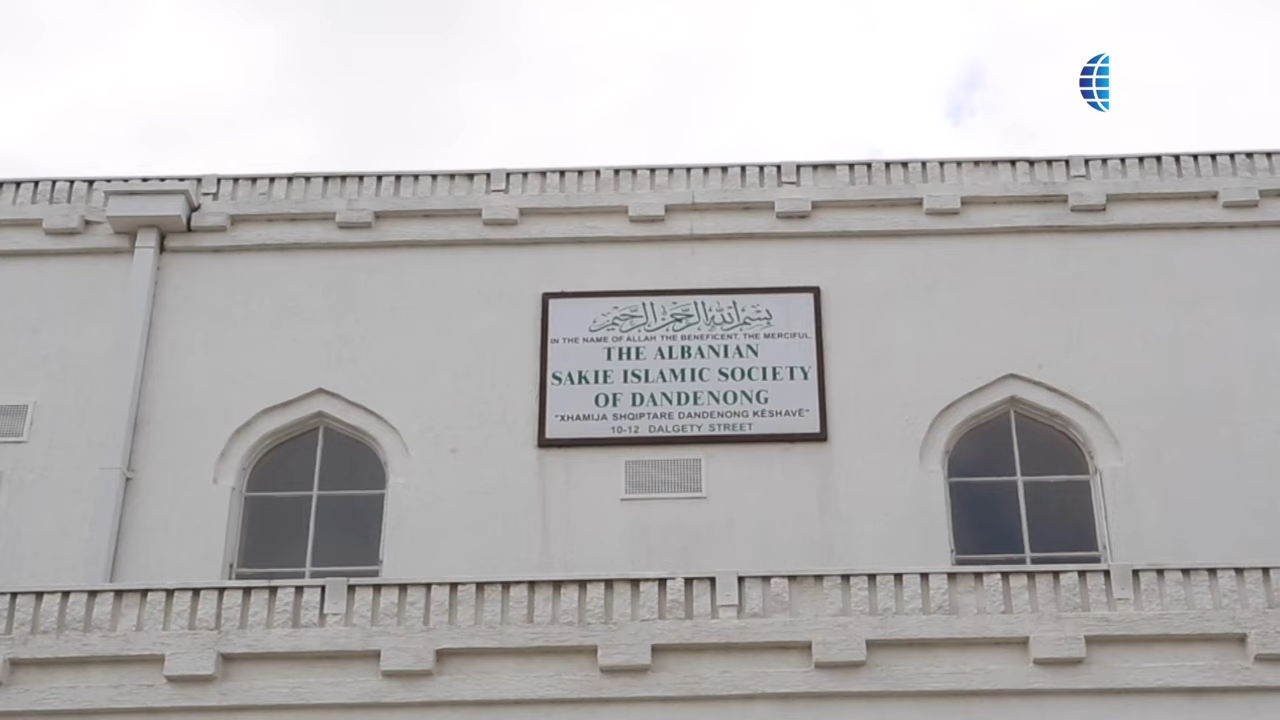 بسم الله الرحمن الرحيم
IN THE NAME OF ALLAH THE BENEFICENT, THE MERCIFUL.
THE ALBANIAN
SAKIE ISLAMIC SOCIETY
OF DANDENONG
"XHAMIJA SHQIPTARE DANDENONG KËSHAVË"
10-12 DALGETY STREET